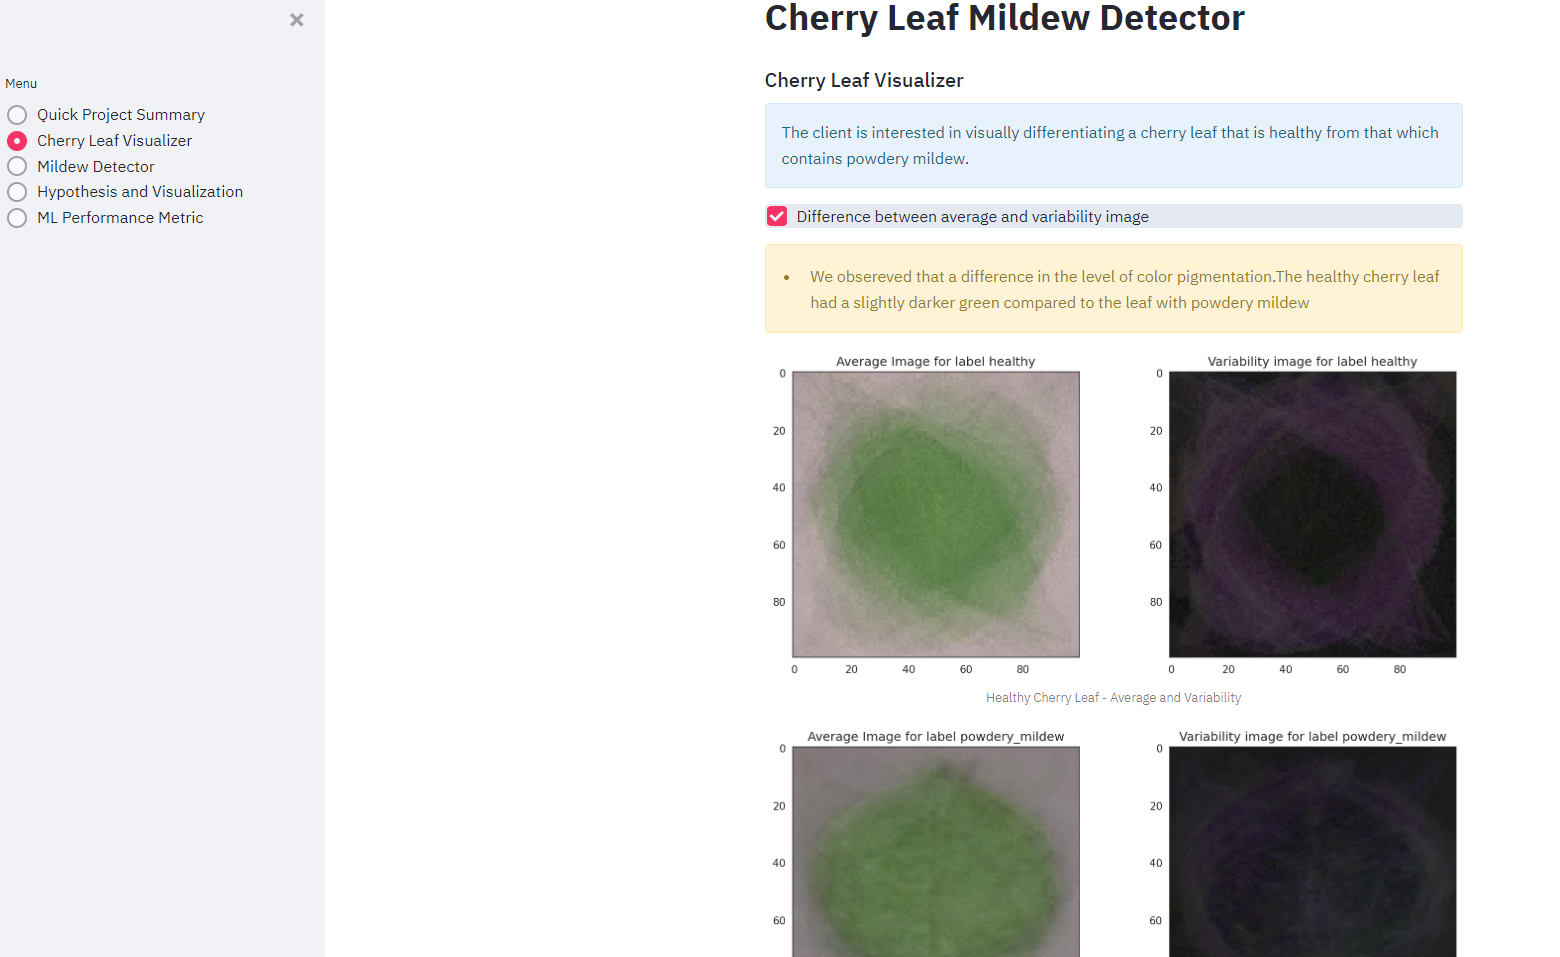 ×
Menu
Quick Project Summary
Cherry Leaf Visualizer
Mildew Detector
Hypothesis and Visualization
ML Performance Metric
Cherry Leaf Mildew Detector
Cherry Leaf Visualizer
The client is interested in visually differentiating a cherry leaf that is healthy from that which
contains powdery mildew.
Difference between average and variability image
• We obsereved that a difference in the level of color pigmentation.The healthy cherry leaf
had a slightly darker green compared to the leaf with powdery mildew
Average Image for label healthy
0
20
40
60
80
0 20 40 60 80
Variability image for label healthy
0
20
40
60
80
0 20 40 60 80
Healthy Cherry Leaf - Average and Variability
Average Image for label powdery_mildew
0
20
40
60
Variability image for label powdery_mildew
0
20
40
60